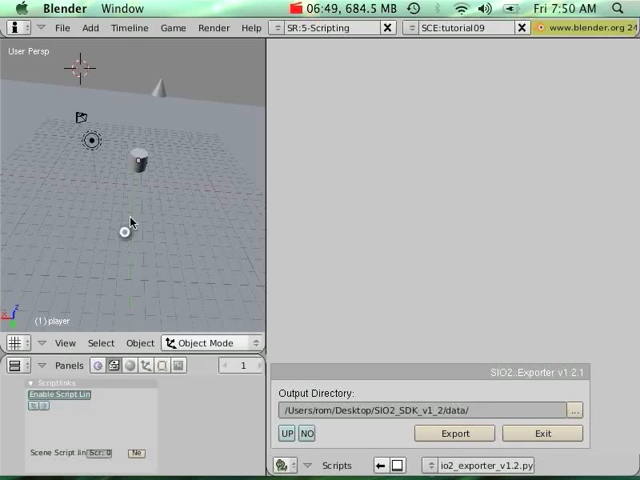 Blender Window 06:49, 684.5 MB Fri 7:50 AM
File Add Timeline Game Render Help SR:5-Scripting SCE:tutorial09 www.blender.org 24
User Persp
z
x
(1) player
View Select Object Object Mode
Panels 1
Scriptlinks
Enable Script Lin
Scene Script lin Scr: 0 Ne
SIO2::Exporter v1.2.1
Output Directory:
/Users/rom/Desktop/SIO2_SDK_v1_2/data/ ...
UP NO Export Exit
Scripts io2_exporter_v1.2.py